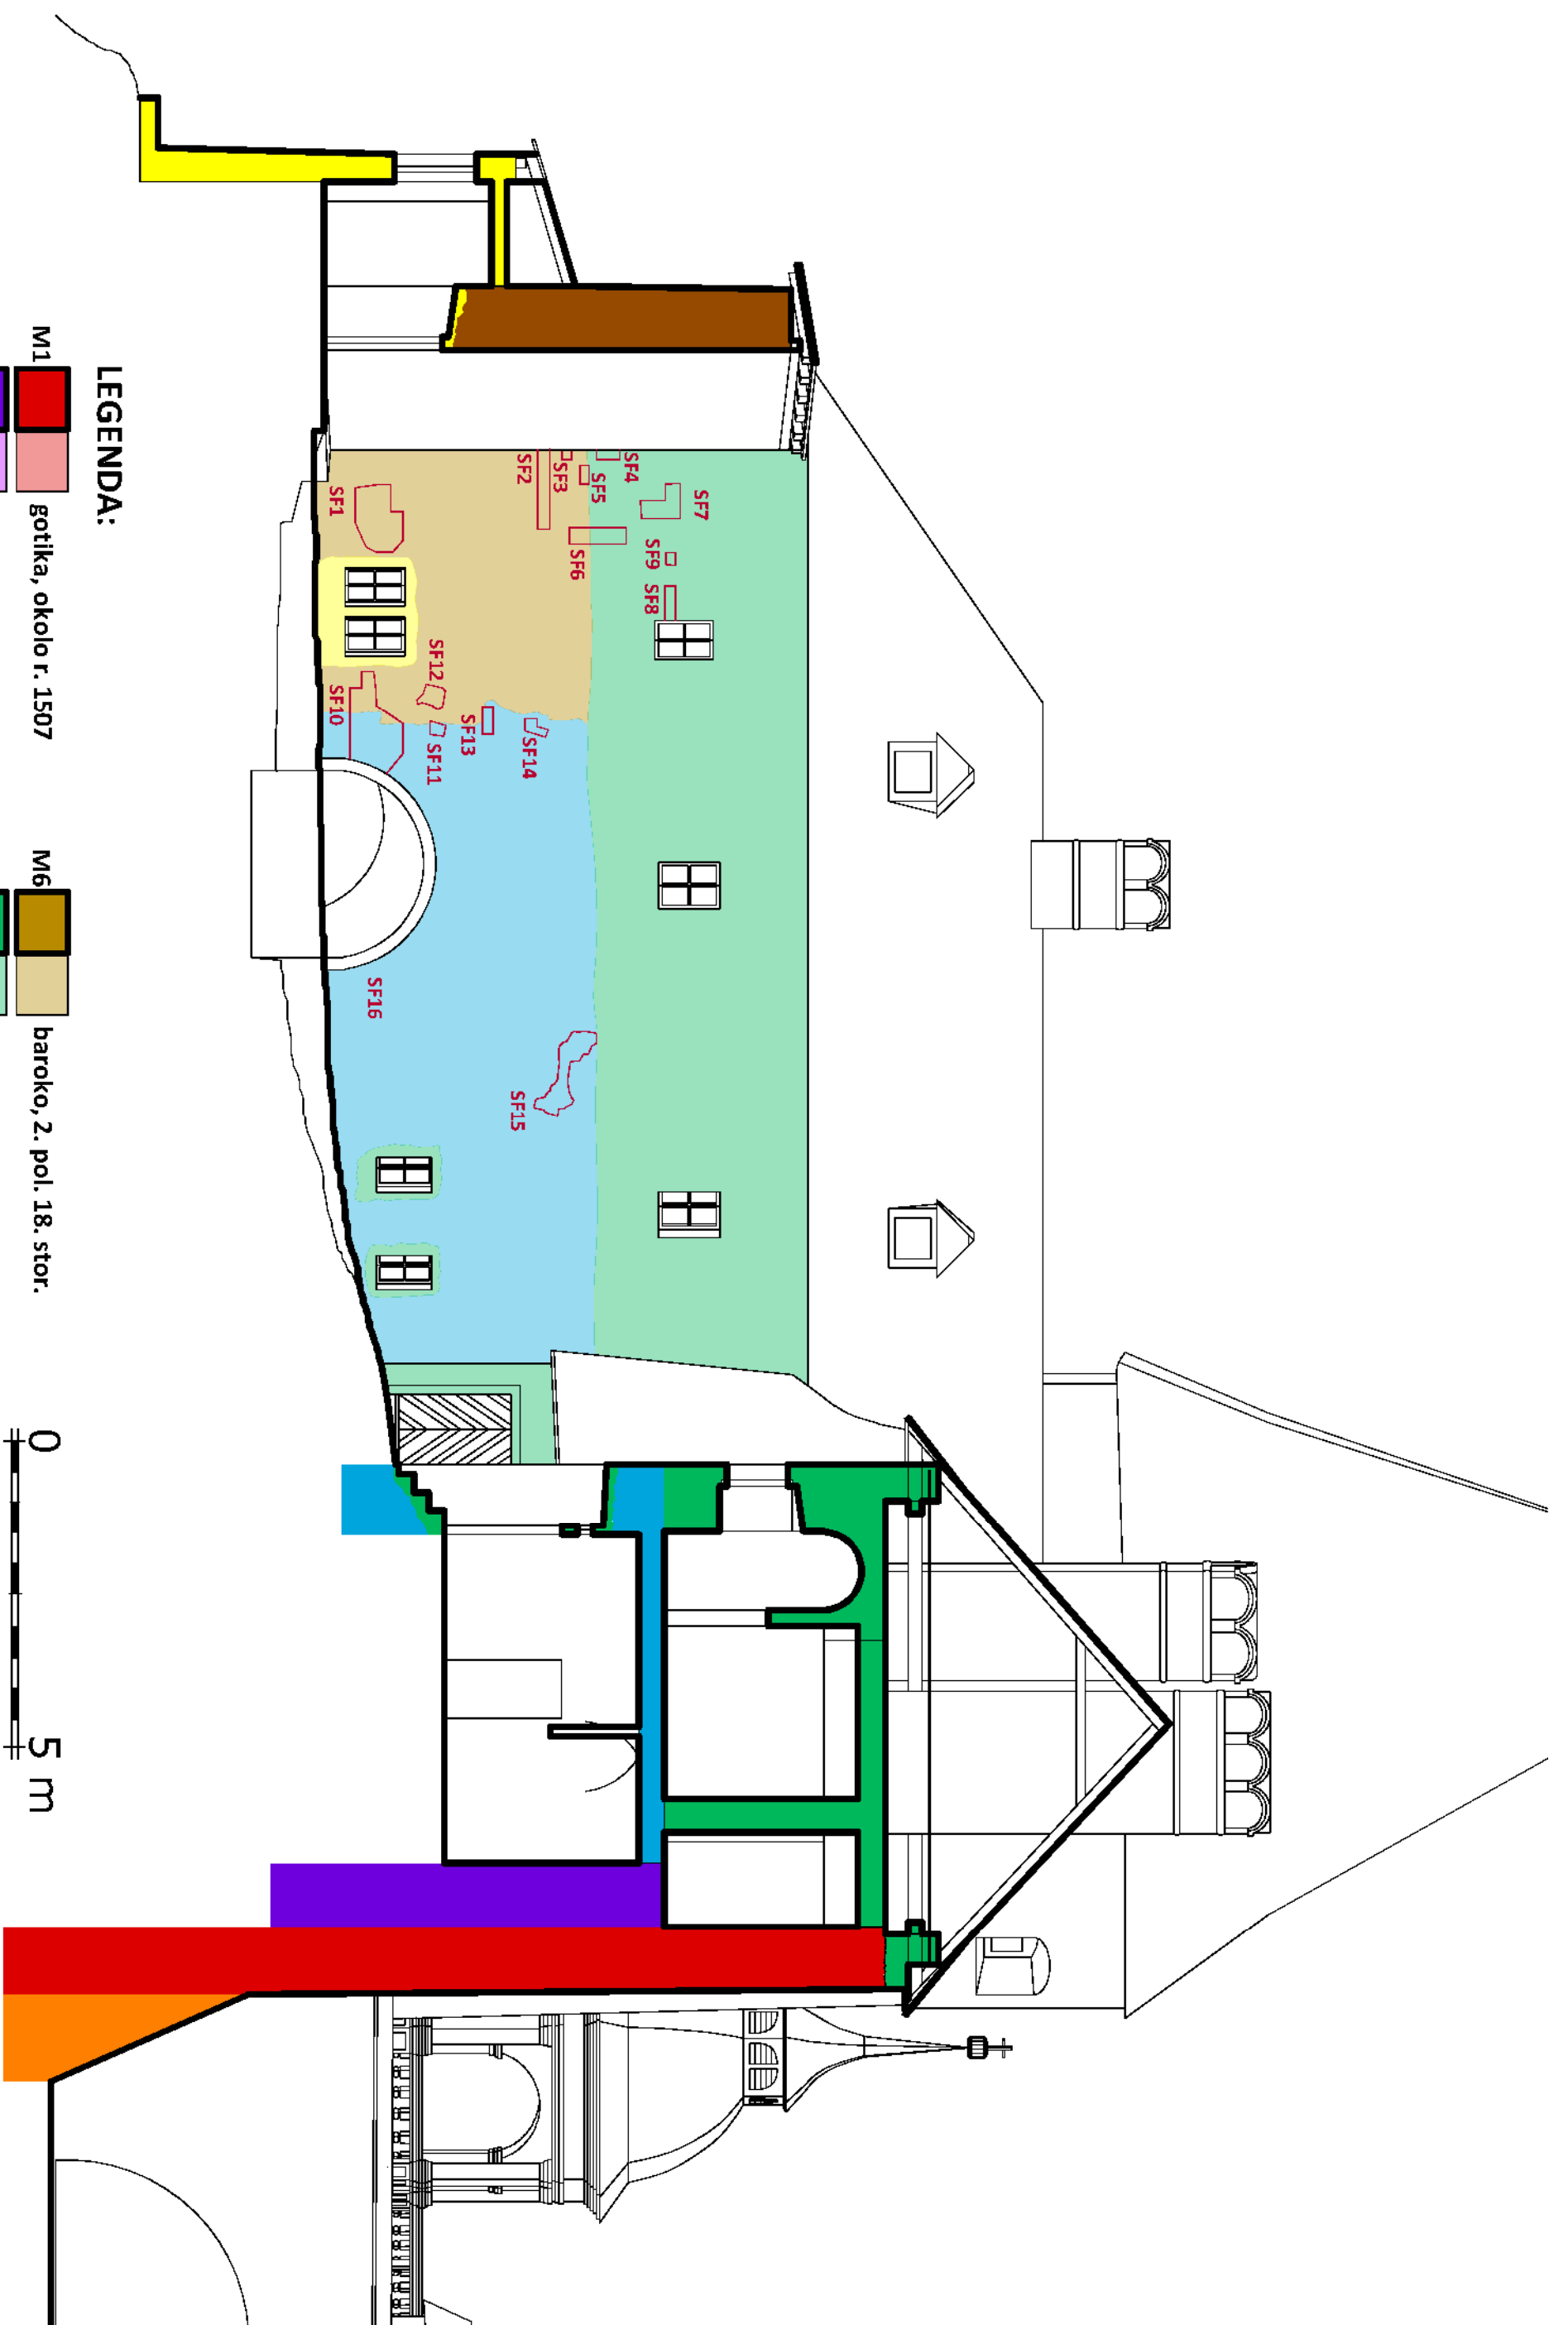 SF4
SF7
SF3
SF5
SF2
SF9
SF6
SF8
SF1
SF12
SF14
SF13
SF11
SF10
SF16
SF15
LEGENDA:
M1 gotika, okolo r. 1507
M6 baroko, 2. pol. 18. stor.
0 5 m